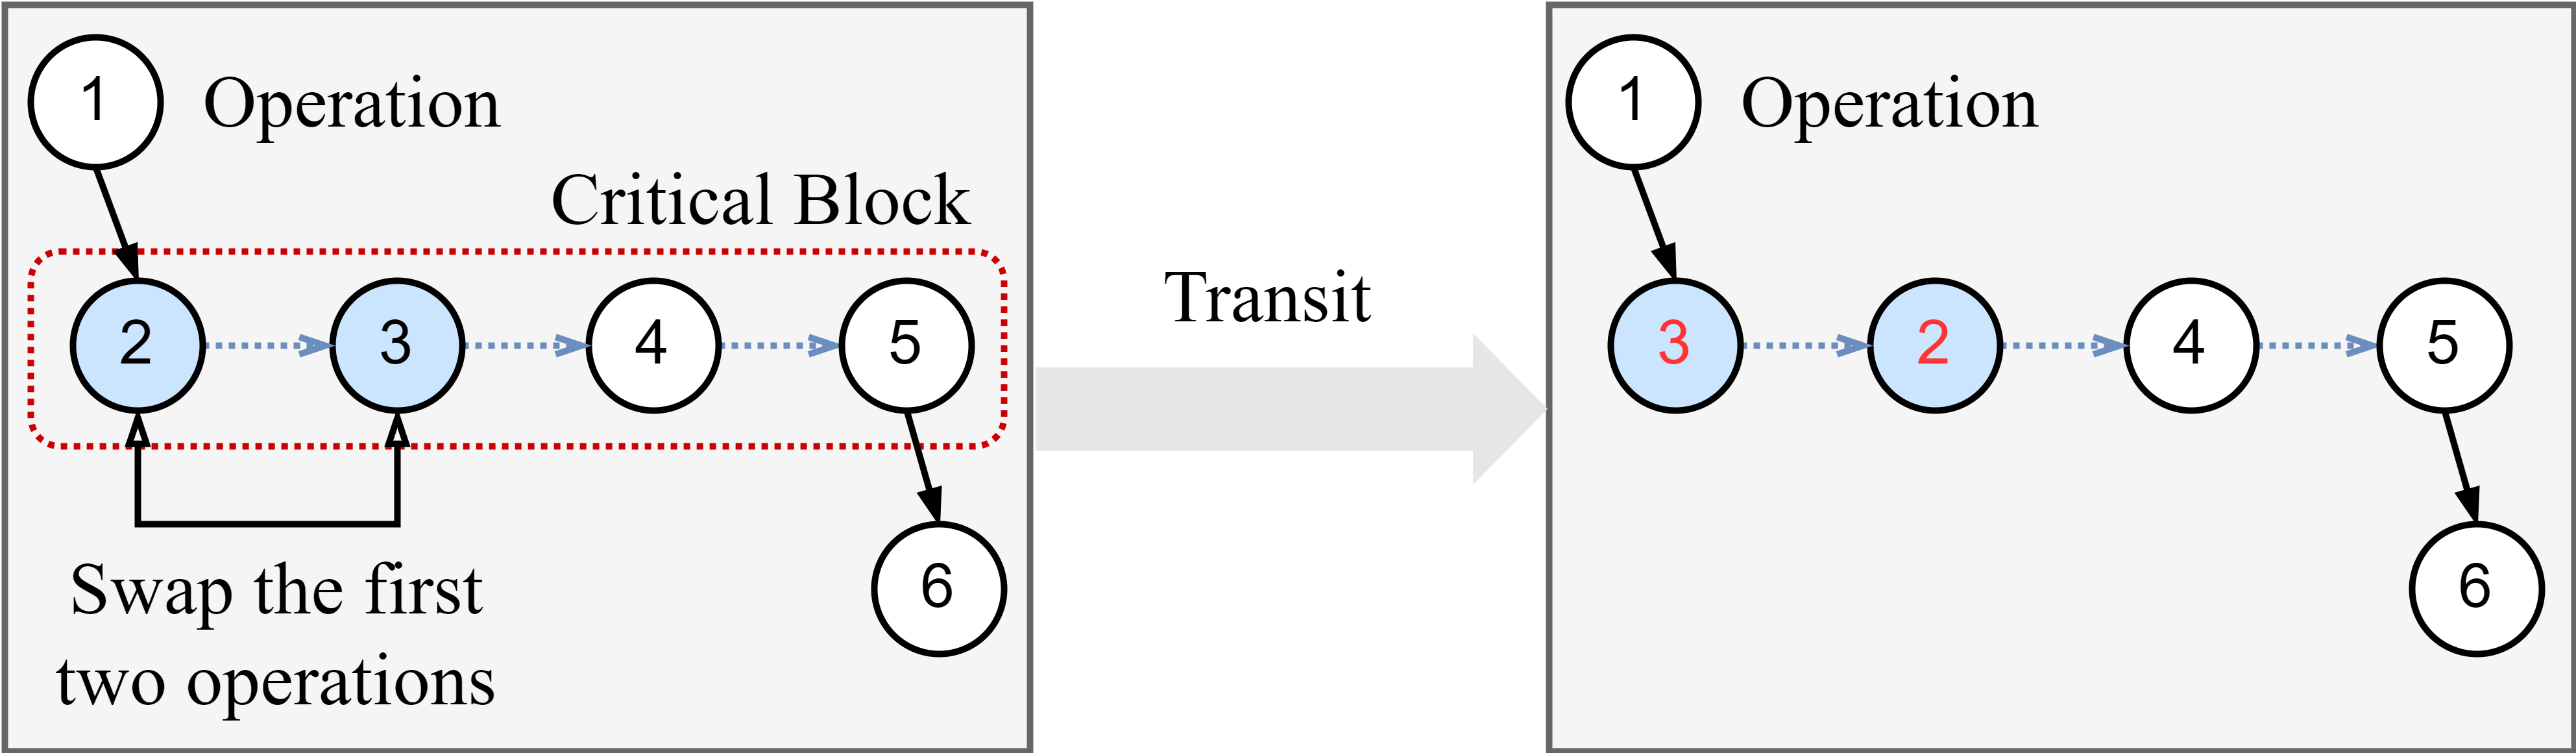 1 Operation
Critical Block
2 3 4 5
6
Swap the first
two operations
Transit
1 Operation
3 2 4 5
6